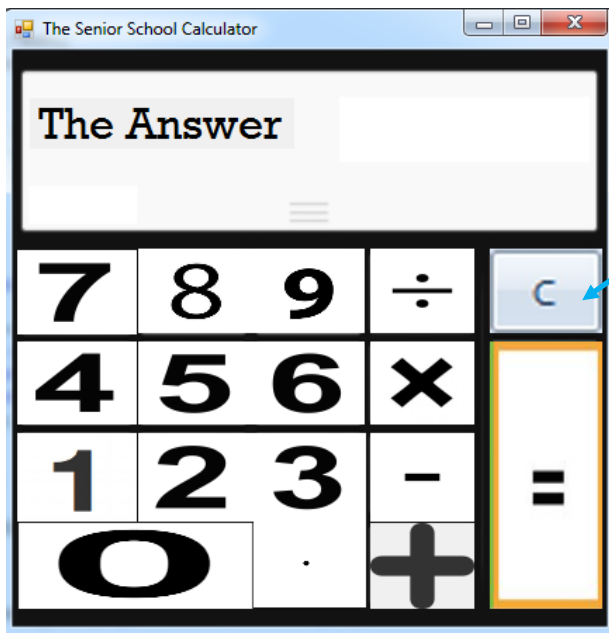 The Senior School Calculator
The Answer
7 8 9 ÷ C
4 5 6 × =
1 2 3 -
0 . +